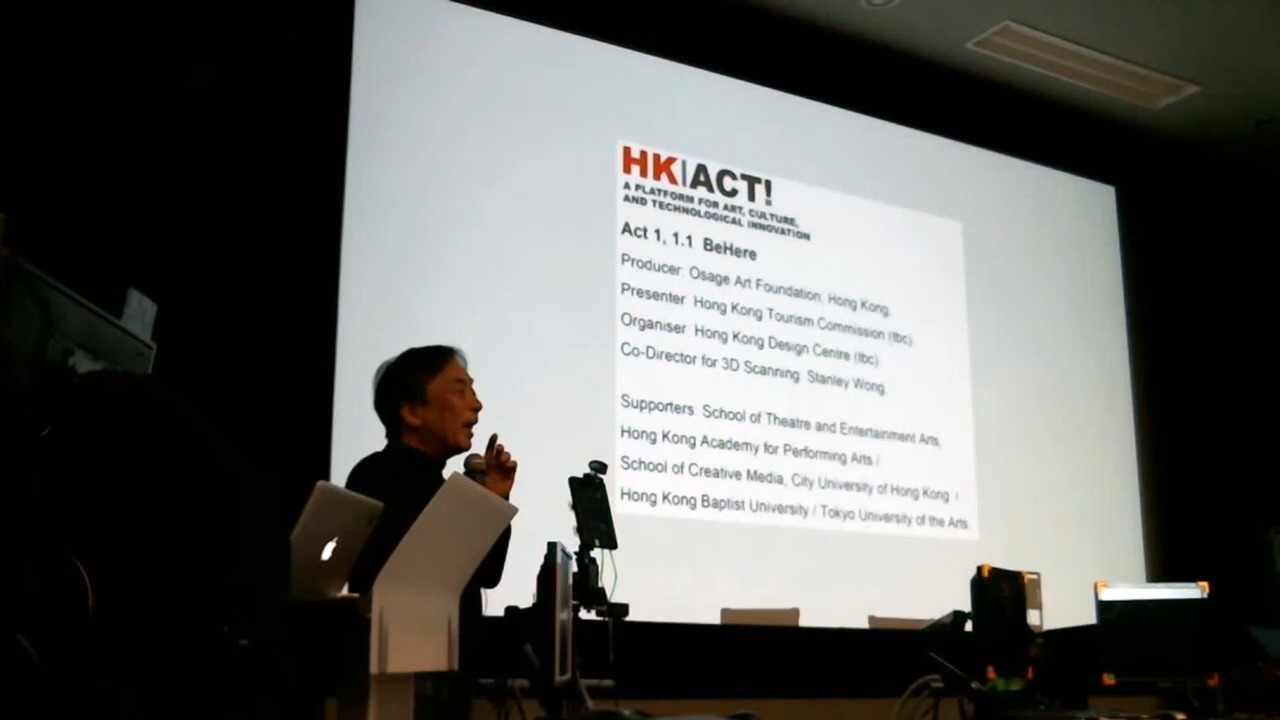 HK|ACT!
A PLATFORM FOR ART, CULTURE,
AND TECHNOLOGICAL INNOVATION
Act 1, 1.1 BeHere
Producer: Osage Art Foundation, Hong Kong
Presenter: Hong Kong Tourism Commission (tbc)
Organiser: Hong Kong Design Centre (tbc)
Co-Director for 3D Scanning: Stanley Wong
Supporters: School of Theatre and Entertainment Arts,
Hong Kong Academy for Performing Arts /
School of Creative Media, City University of Hong Kong /
Hong Kong Baptist University / Tokyo University of the Arts